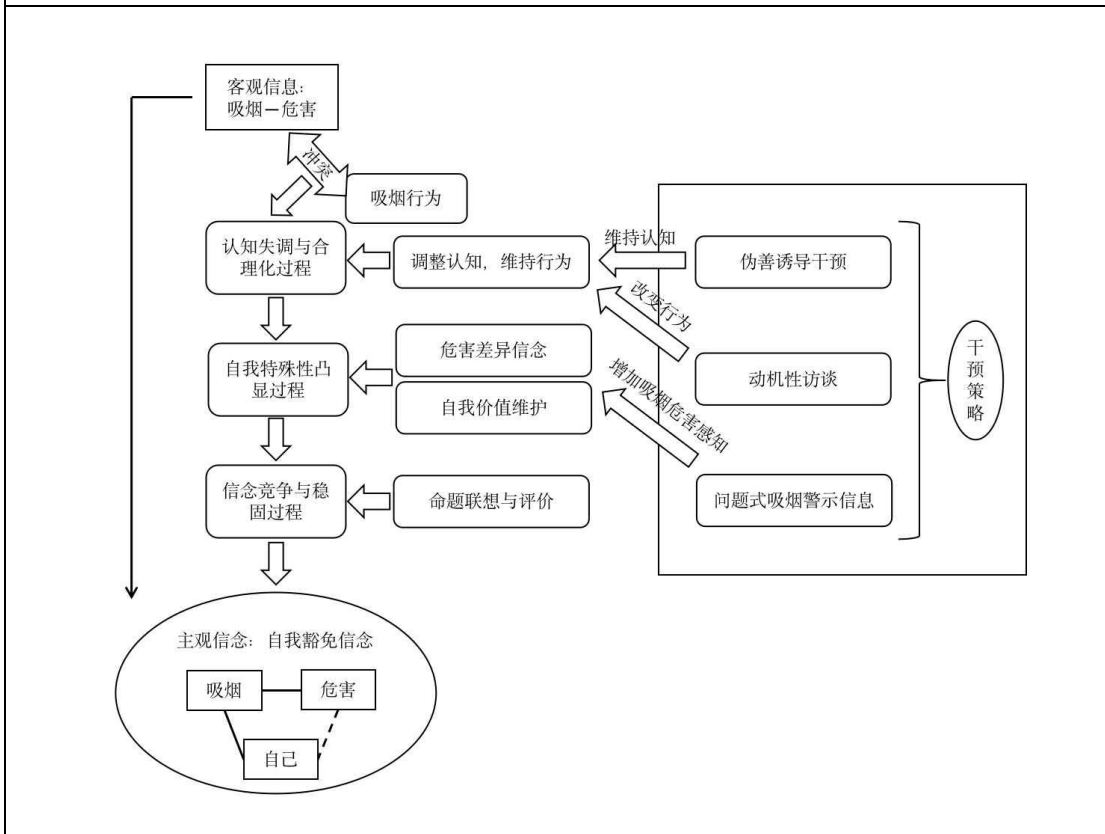 客观信息：
吸烟—危害
冲突
吸烟行为
认知失调与合
理化过程
调整认知，维持行为
维持认知
伪善诱导干预
改变行为
自我特殊性凸
显过程
危害差异信念
自我价值维护
动机性访谈
增加吸烟危害感知
信念竞争与稳
固过程
命题联想与评价
问题式吸烟警示信息
干
预
策
略
主观信念：自我豁免信念
吸烟
危害
自己